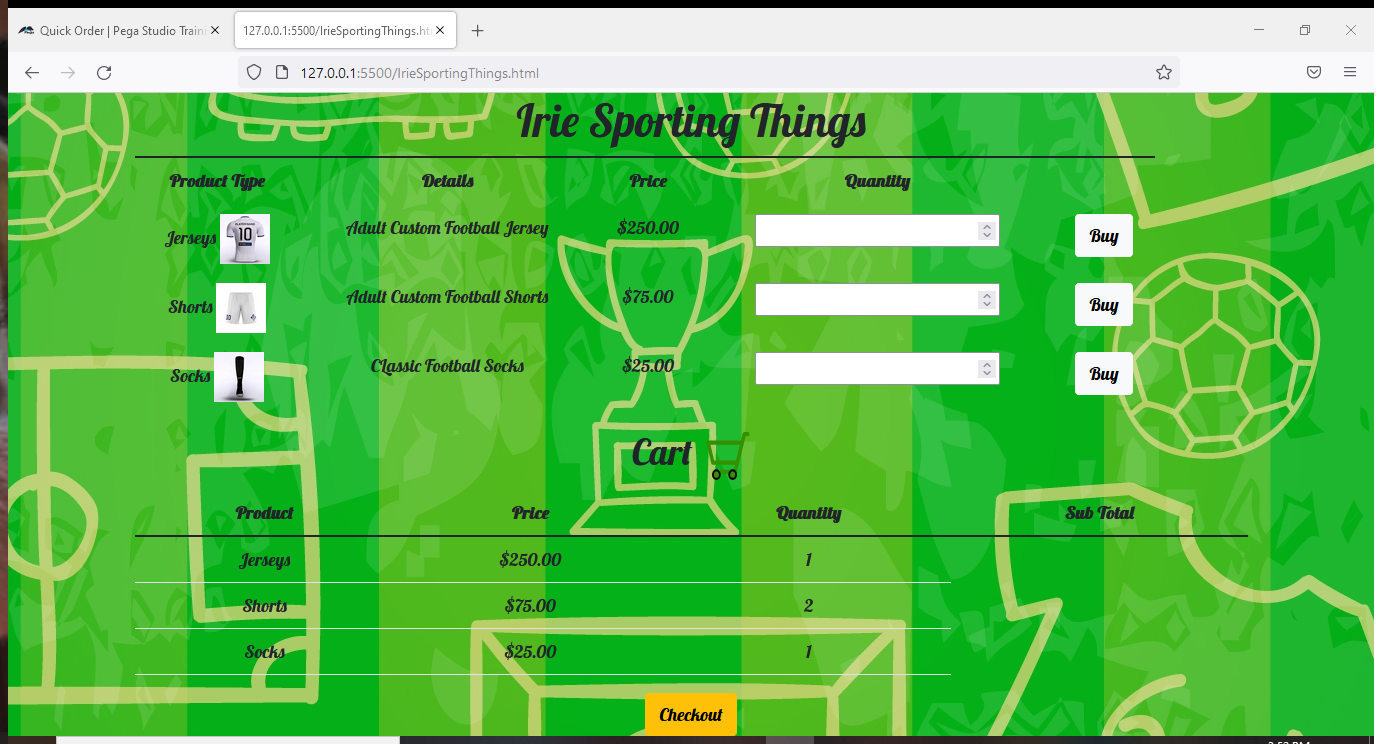 Quick Order | Pega Studio Traini
127.0.0.1:5500/IrieSportingThings.ht
127.0.0.1:5500/IrieSportingThings.html
Irie Sporting Things
Product Type Details Price Quantity
Jerseys 10 Adult Custom Football Jersey $250.00 Buy
Shorts Adult Custom Football Shorts $75.00 Buy
Socks CLassic Football Socks $25.00 Buy
Cart
Product Price Quantity Sub Total
Jerseys $250.00 1
Shorts $75.00 2
Socks $25.00 1
Checkout